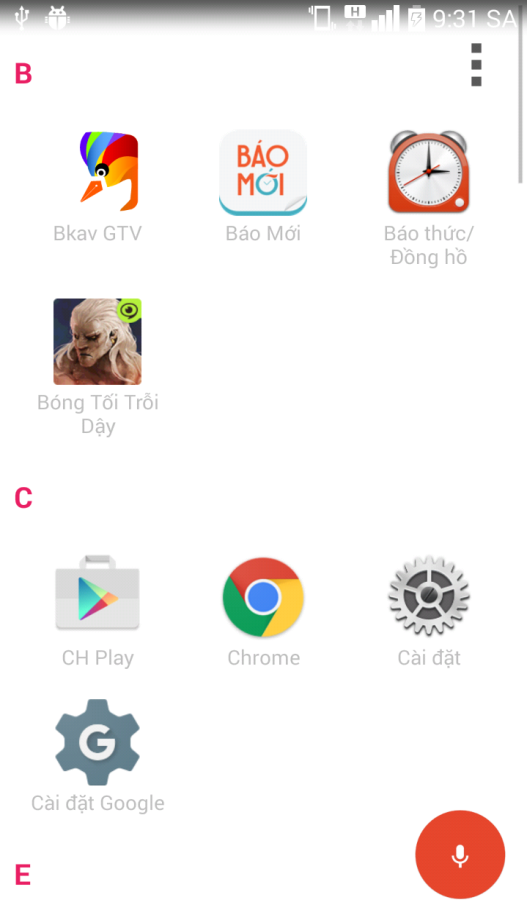 H
9:31 SA
B
BÁO
MỚI
Bkav GTV
Báo Mới
Báo thức/
Đồng hồ
Bóng Tối Trỗi
Dậy
C
CH Play
Chrome
Cài đặt
G
Cài đặt Google
E